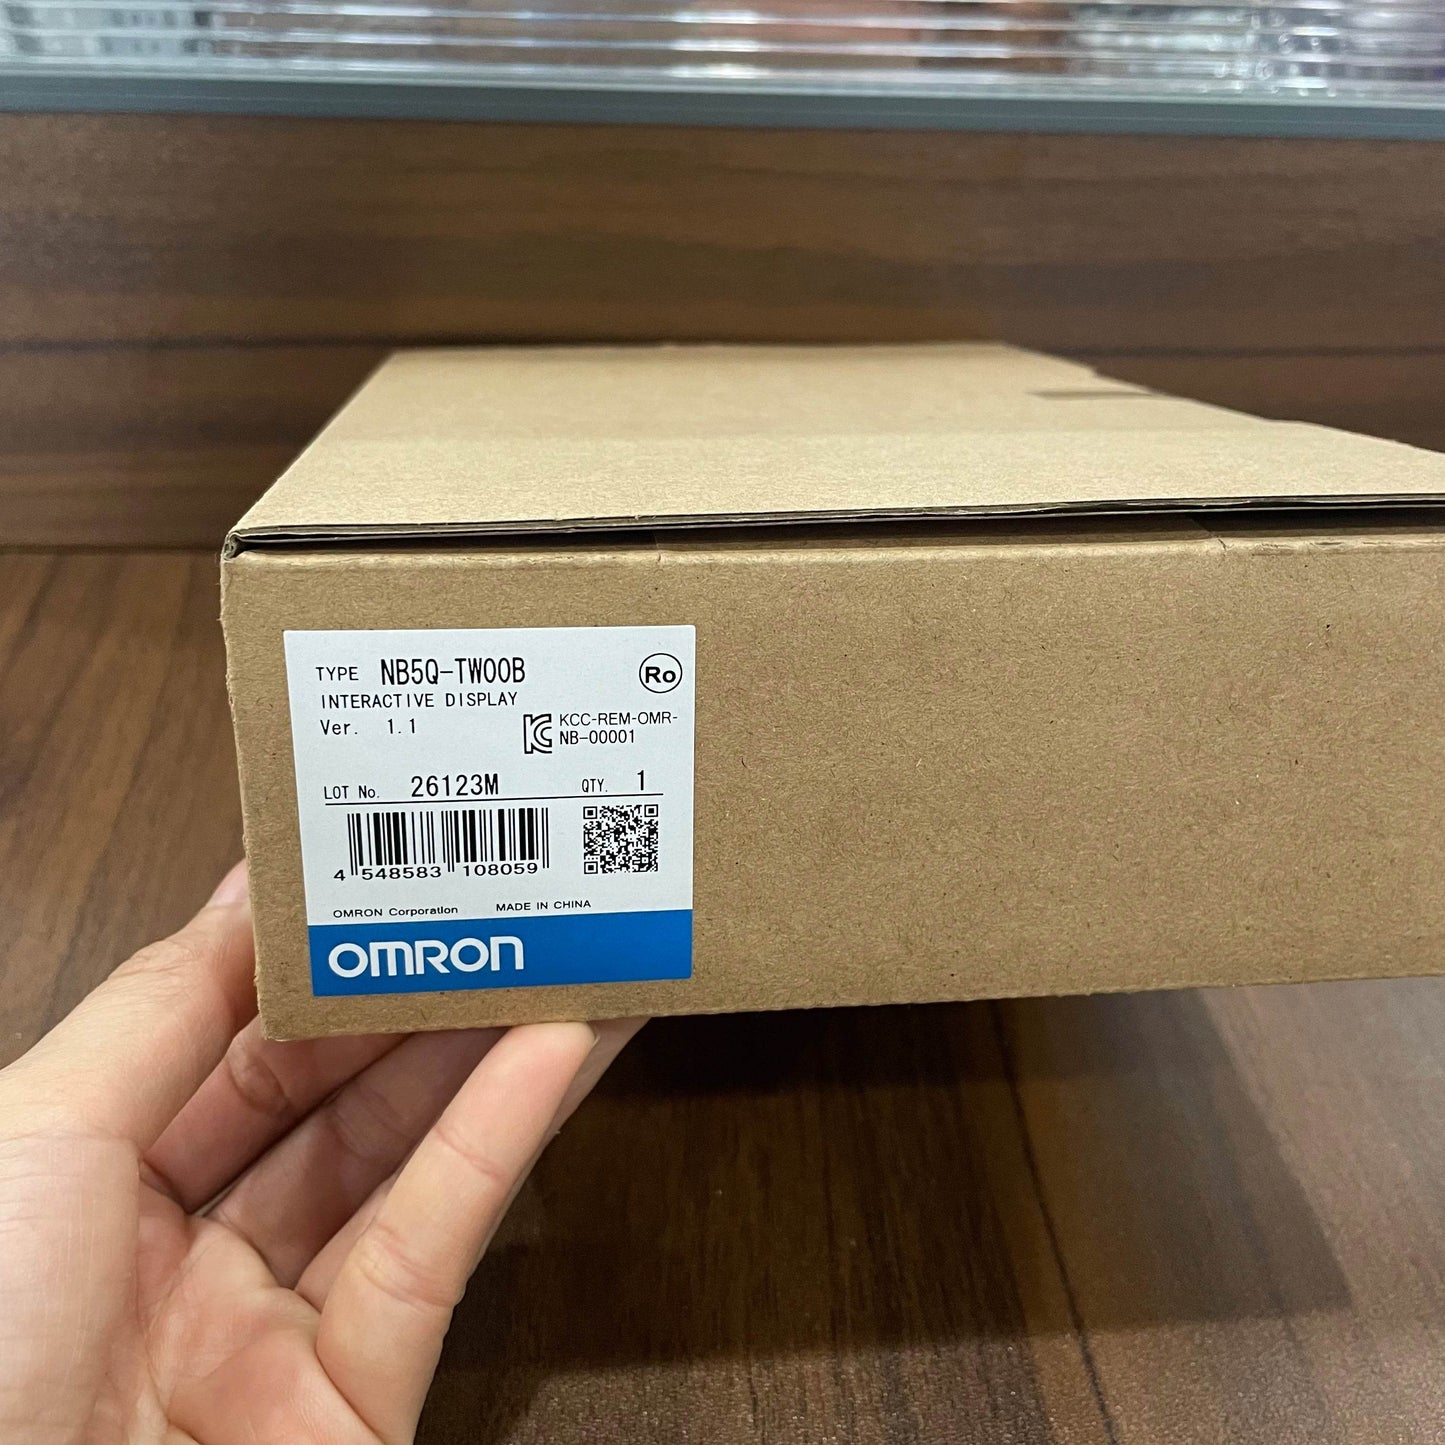 TYPE NB5Q-TW00B Ro
INTERACTIVE DISPLAY
Ver. 1.1
KCC-REM-OMR-
NB-00001
LOT No. 26123M QTY. 1
4 548583 108059
OMRON Corporation MADE IN CHINA
OMRON